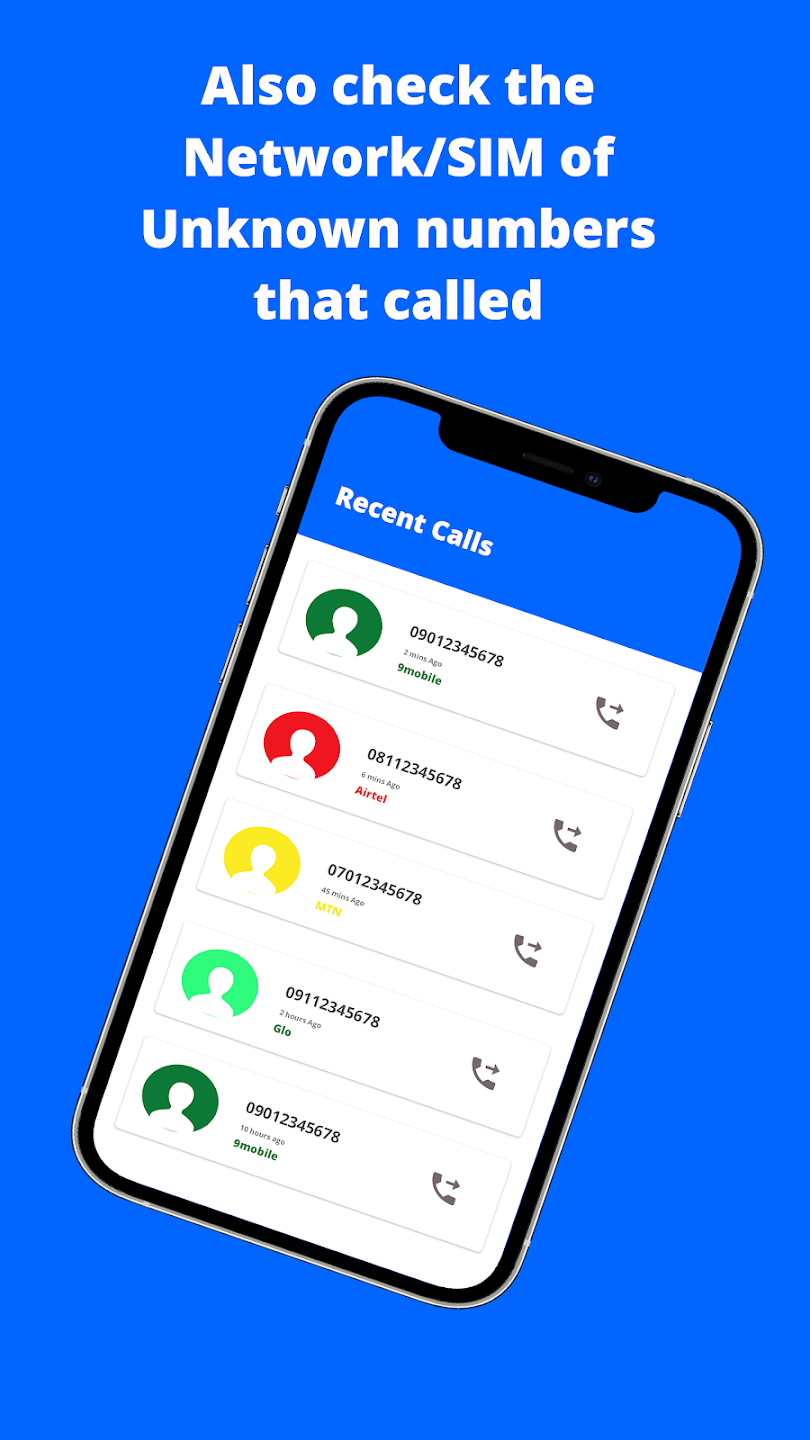 Also check the
Network/SIM of
Unknown numbers
that called
Recent Calls
09012345678
2 mins Ago
9mobile
08112345678
6 mins Ago
Airtel
07012345678
45 mins Ago
MTN
09112345678
2 hours Ago
Glo
09012345678
10 hours ago
9mobile